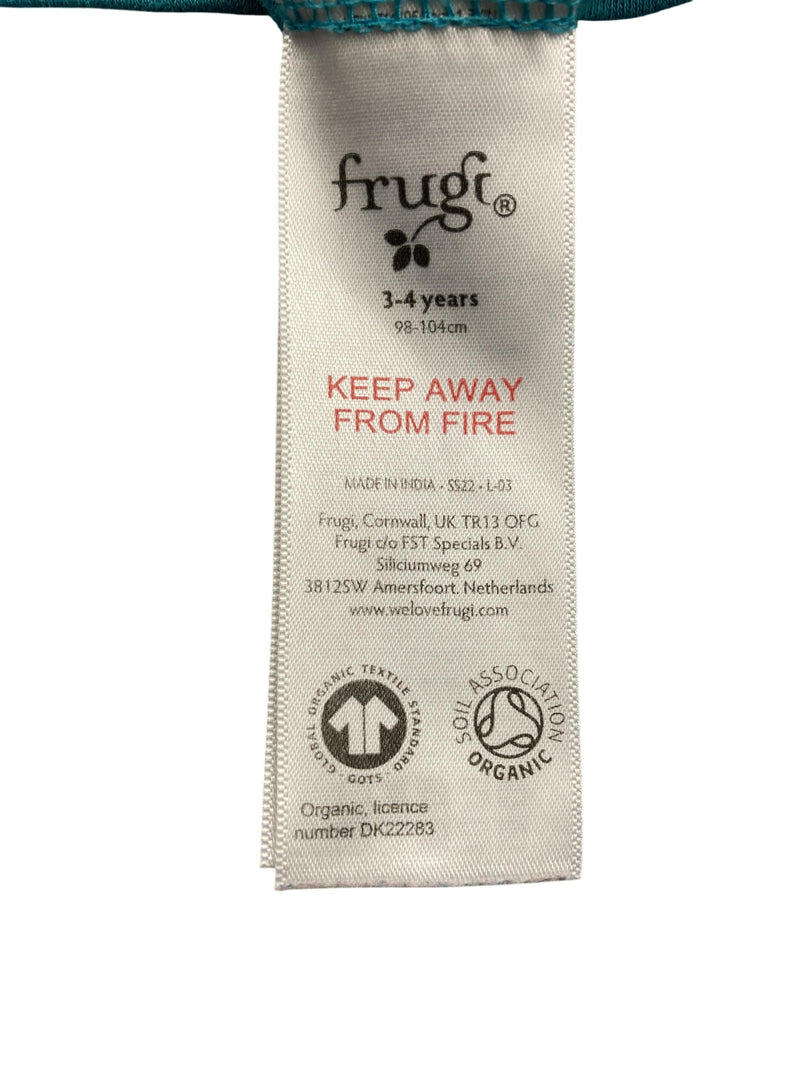 frugi®
3-4 years
98-104cm
KEEP AWAY
FROM FIRE
MADE IN INDIA • SS22 • L-03
Frugi, Cornwall, UK TR13 OFG
Frugi c/o FST Specials B.V.
Siliciumweg 69
3812SW Amersfoort. Netherlands
www.welovefrugi.com
GLOBAL ORGANIC TEXTILE STANDARD · GOTS ·
SOIL ASSOCIATION
ORGANIC
Organic, licence
number DK22283